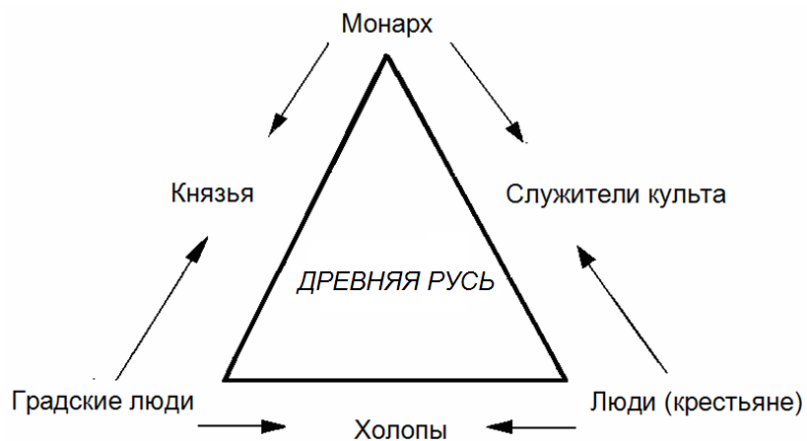 Монарх
Князья
Служители культа
ДРЕВНЯЯ РУСЬ
Градские люди
Люди (крестьяне)
Холопы